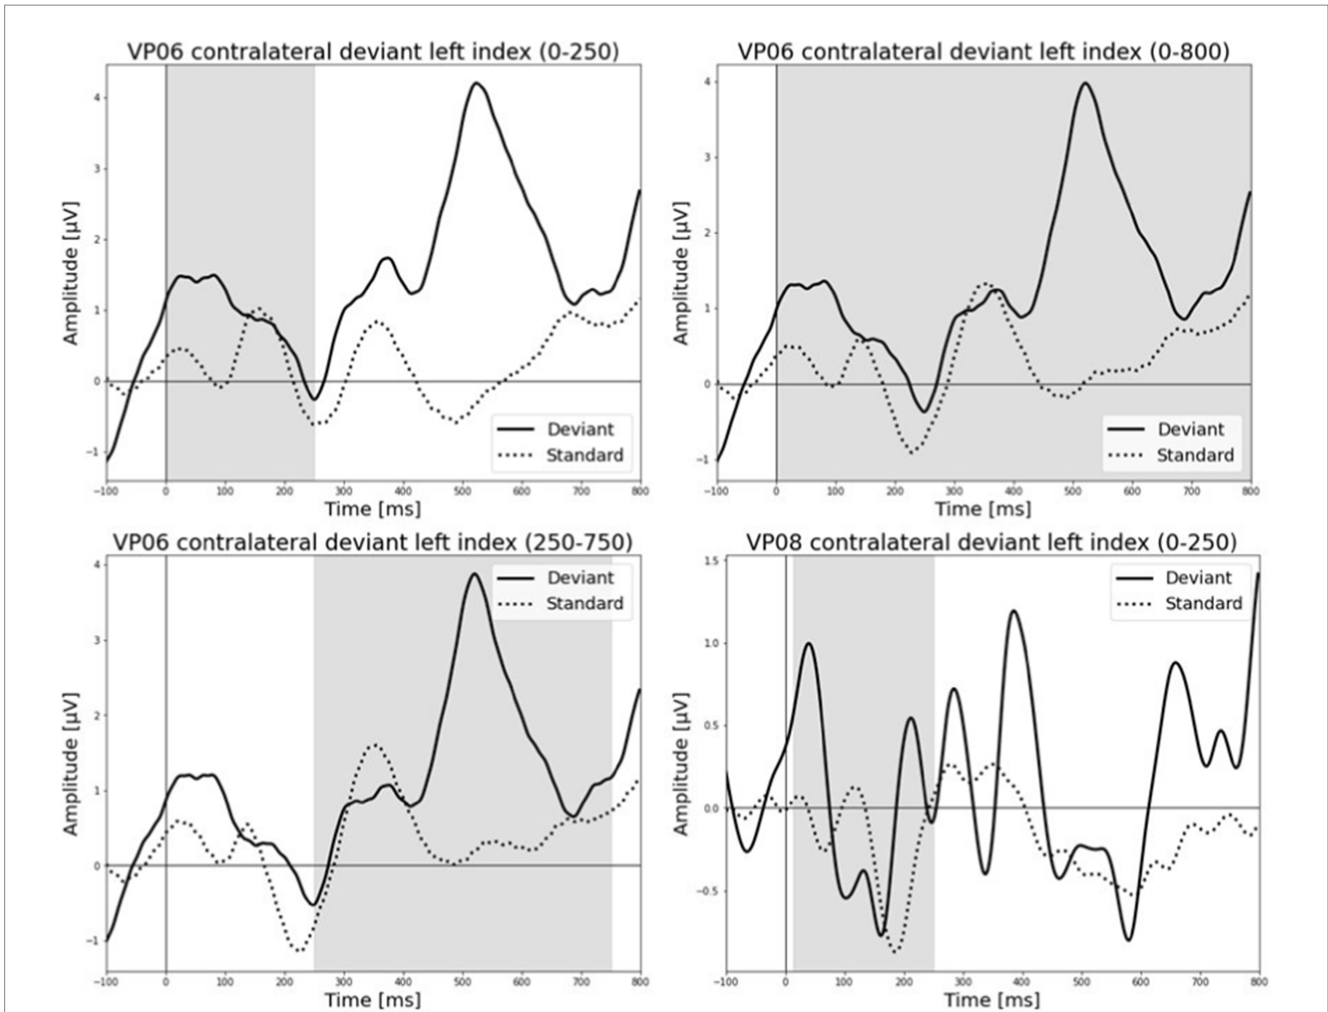 VP06 contralateral deviant left index (0-250)
4
3
2
1
0
−1
Amplitude [µV]
Deviant
Standard
−100 0 100 200 300 400 500 600 700 800
Time [ms]
VP06 contralateral deviant left index (0-800)
4
3
2
1
0
−1
Amplitude [µV]
Deviant
Standard
−100 0 100 200 300 400 500 600 700 800
Time [ms]
VP06 contralateral deviant left index (250-750)
4
3
2
1
0
−1
Amplitude [µV]
Deviant
Standard
−100 0 100 200 300 400 500 600 700 800
Time [ms]
VP08 contralateral deviant left index (0-250)
1.5
1.0
0.5
0.0
−0.5
Amplitude [µV]
Deviant
Standard
−100 0 100 200 300 400 500 600 700 800
Time [ms]